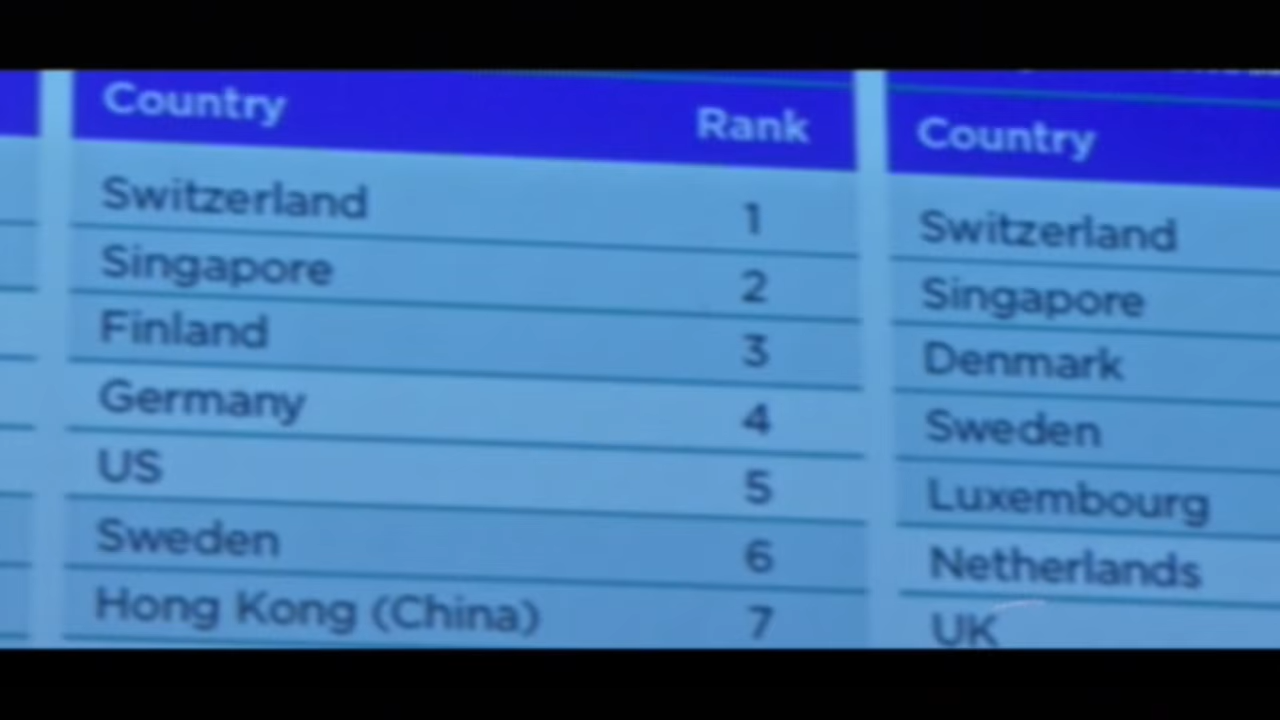 Country Rank
Switzerland 1
Singapore 2
Finland 3
Germany 4
US 5
Sweden 6
Hong Kong (China) 7
Country
Switzerland
Singapore
Denmark
Sweden
Luxembourg
Netherlands
UK